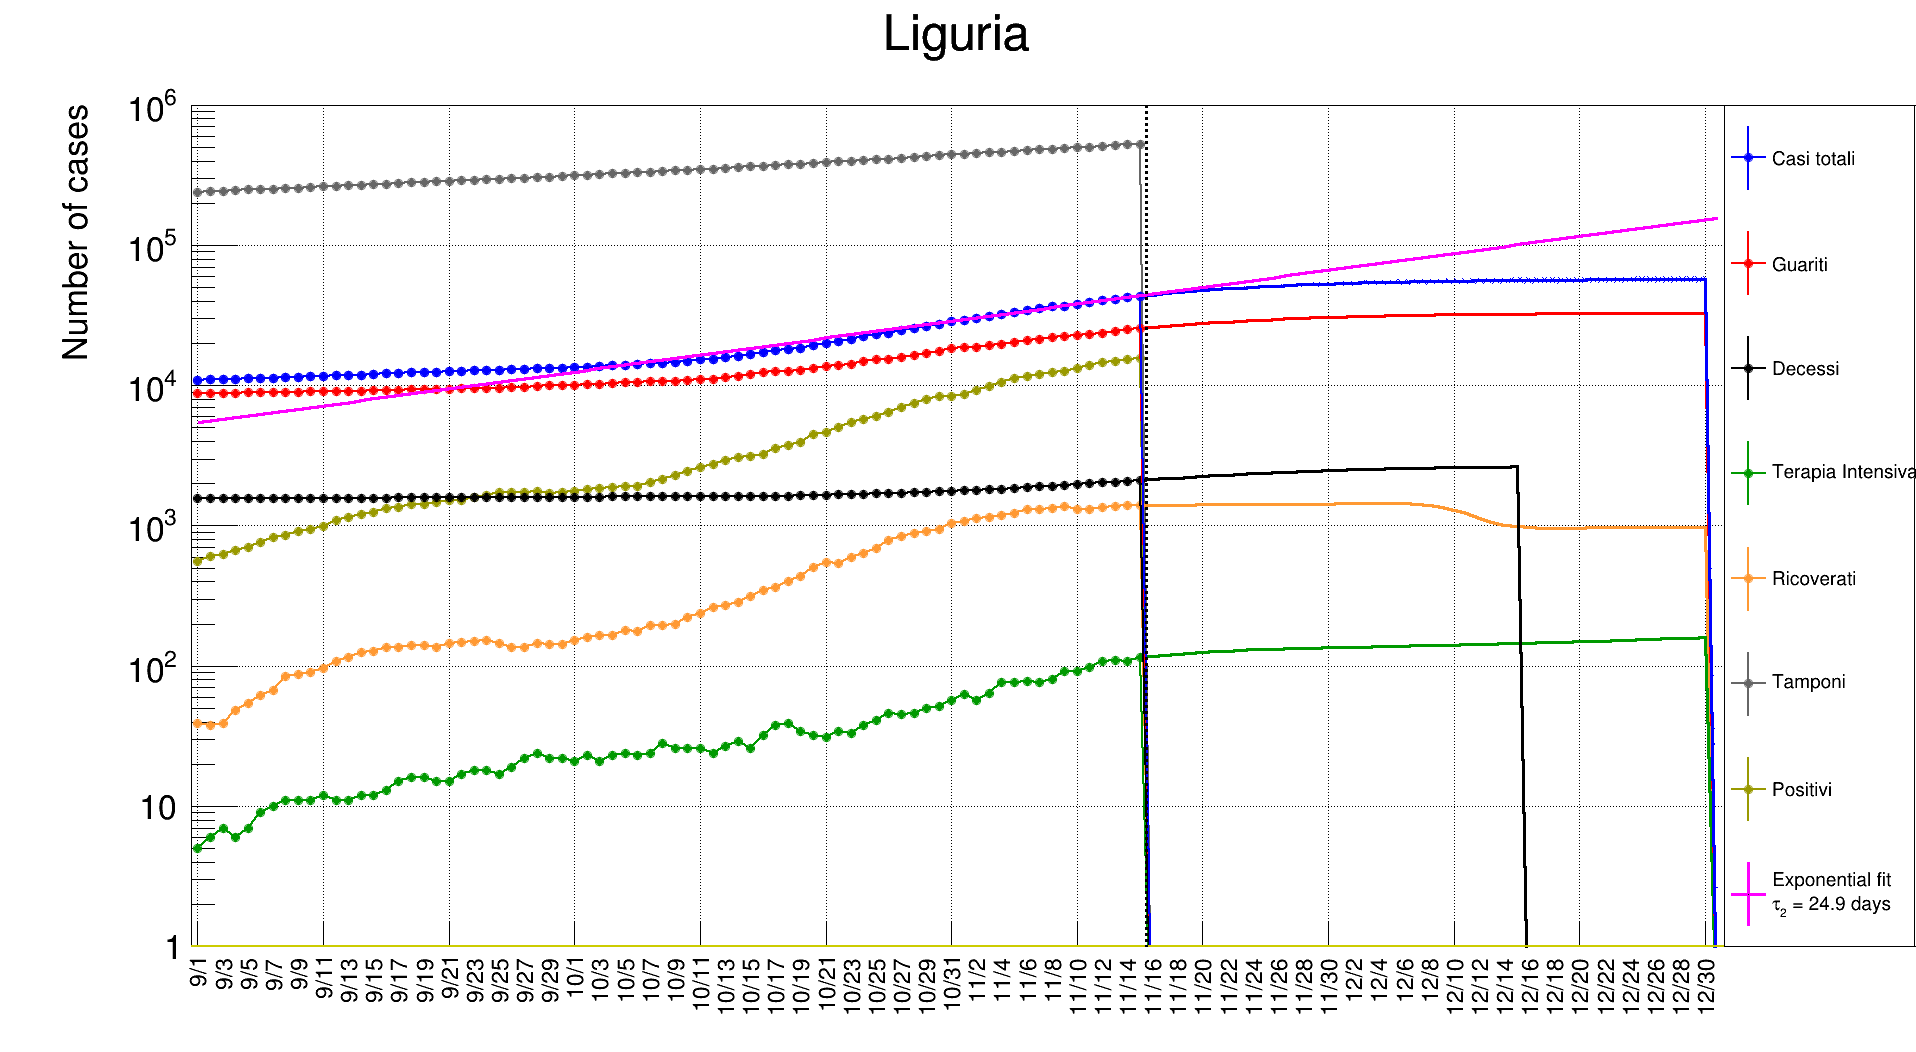 Liguria
Number of cases
10^6
10^5
10^4
10^3
10^2
10
1
9/1 9/3 9/5 9/7 9/9 9/11 9/13 9/15 9/17 9/19 9/21 9/23 9/25 9/27 9/29 10/1 10/3 10/5 10/7 10/9 10/11 10/13 10/15 10/17 10/19 10/21 10/23 10/25 10/27 10/29 10/31 11/2 11/4 11/6 11/8 11/10 11/12 11/14 11/16 11/18 11/20 11/22 11/24 11/26 11/28 11/30 12/2 12/4 12/6 12/8 12/10 12/12 12/14 12/16 12/18 12/20 12/22 12/24 12/26 12/28 12/30
Casi totali
Guariti
Decessi
Terapia Intensiva
Ricoverati
Tamponi
Positivi
Exponential fit
τ₂ = 24.9 days